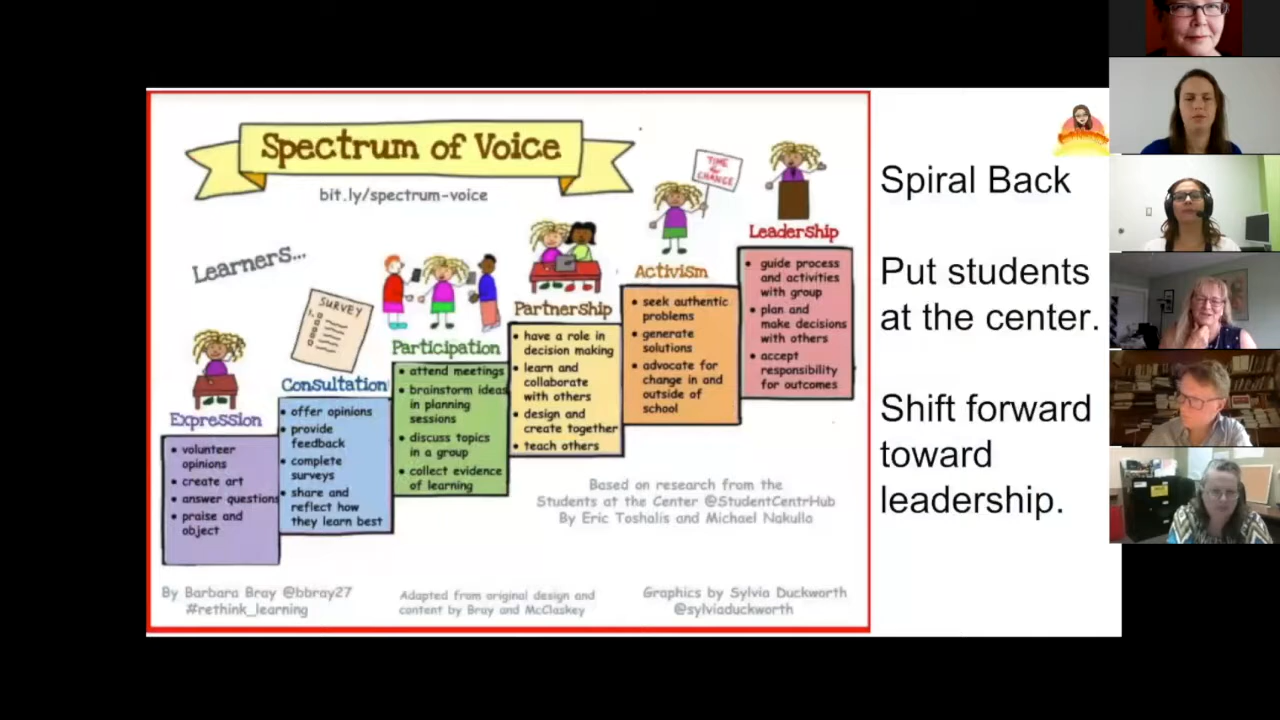 Spectrum of Voice
bit.ly/spectrum-voice
Learners...
Expression
• volunteer
opinions
• create art
• answer questions
• praise and
object
SURVEY
1.
Consultation
• offer opinions
• provide
feedback
• complete
surveys
• share and
reflect how
they learn best
Participation
• attend meetings
• brainstorm ideas
in planning
sessions
• discuss topics
in a group
• collect evidence
of learning
Partnership
• have a role in
decision making
• learn and
collaborate
with others
• design and
create together
• teach others
TIME
CHANGE
Activism
• seek authentic
problems
• generate
solutions
• advocate for
change in and
outside of
school
Leadership
• guide process
and activities
with group
• plan and
make decisions
with others
• accept
responsibility
for outcomes
Based on research from the
Students at the Center @StudentCentrHub
By Eric Toshalis and Michael Nakulla
By Barbara Bray @bbray27
#rethink_learning
Adapted from original design and
content by Bray and McClaskey
Graphics by Sylvia Duckworth
@sylviaduckworth
Spiral Back
Put students
at the center.
Shift forward
toward
leadership.